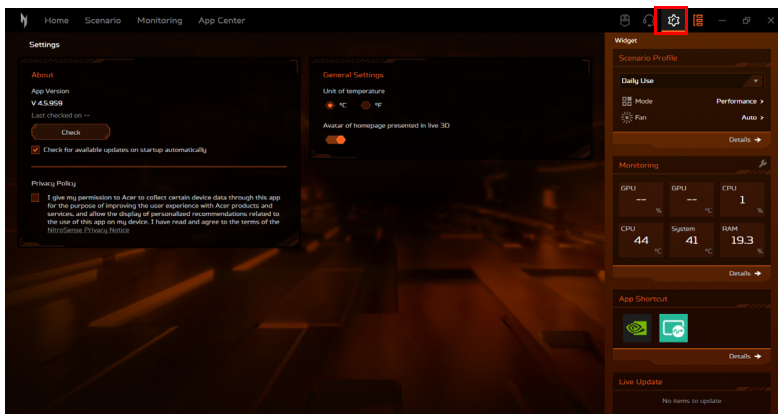 Home Scenario Monitoring App Center
Settings
About
App Version
V 4.5.959
Last checked on --
Check
Check for available updates on startup automatically
Privacy Policy
I give my permission to Acer to collect certain device data through this app
for the purpose of improving the user experience with Acer products and
services, and allow the display of personalized recommendations related to
the use of this app on my device. I have read and agree to the terms of the
NitroSense Privacy Notice
General Settings
Unit of temperature
°C °F
Avatar of homepage presented in live 3D
Widget
Scenario Profile
Daily Use
Mode Performance >
Fan Auto >
Details →
Monitoring
GPU GPU CPU
-- -- 1
% °C %
CPU System RAM
44 41 19.3
°C °C %
Details →
App Shortcut
Details →
Live Update
No items to update